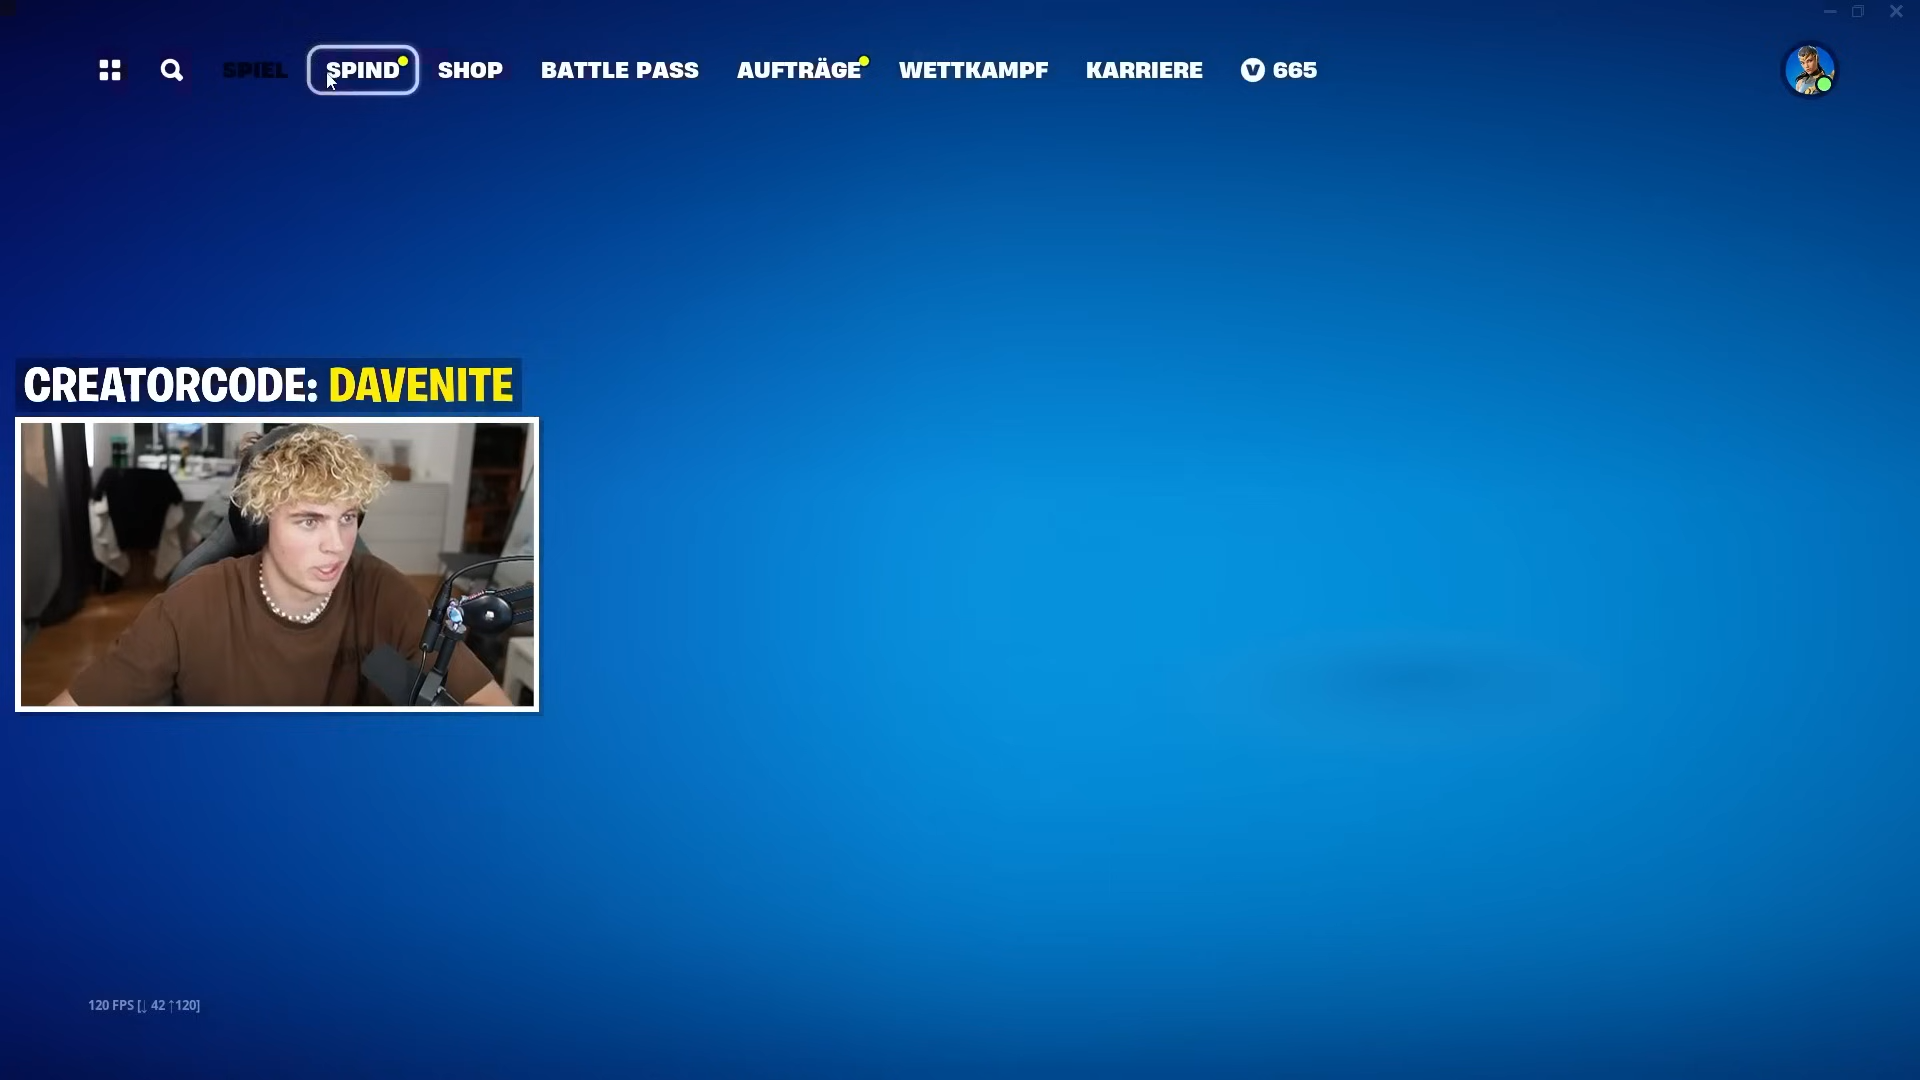 SPIEL SPIND SHOP BATTLE PASS AUFTRÄGE WETTKAMPF KARRIERE V 665
CREATORCODE: DAVENITE
120 FPS [↓ 42 ↑120]